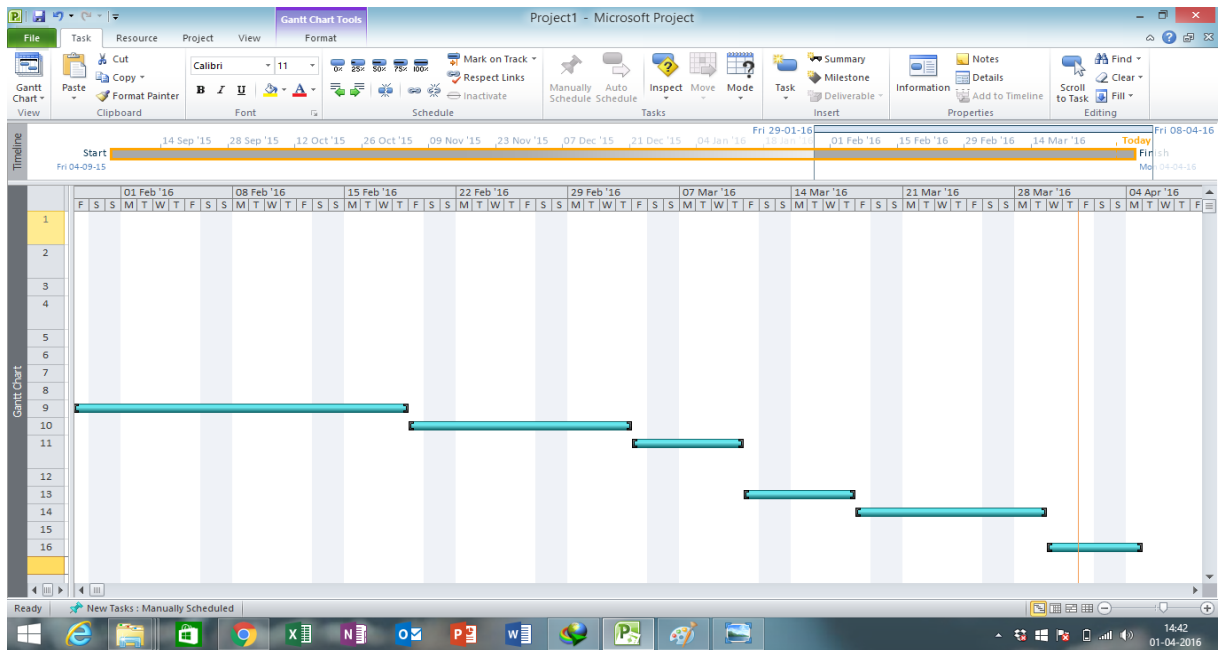 Gantt Chart Tools
Project1 - Microsoft Project
File Task Resource Project View Format
Gantt Chart
View
Paste
Cut
Copy
Format Painter
Clipboard
Calibri 11
B I U A
Font
0× 25× 50× 75× 100×
Mark on Track
Respect Links
Inactivate
Schedule
Manually Schedule
Auto Schedule
Inspect
Move
Mode
Tasks
Task
Summary
Milestone
Deliverable
Insert
Information
Notes
Details
Add to Timeline
Properties
Scroll to Task
Find
Clear
Fill
Editing
Timeline
Fri 29-01-16 Fri 08-04-16
14 Sep '15 28 Sep '15 12 Oct '15 26 Oct '15 09 Nov '15 23 Nov '15 07 Dec '15 21 Dec '15 04 Jan '16 18 Jan '16 01 Feb '16 15 Feb '16 29 Feb '16 14 Mar '16 Today
Start Finish
Fri 04-09-15 Mon 04-04-16
01 Feb '16 08 Feb '16 15 Feb '16 22 Feb '16 29 Feb '16 07 Mar '16 14 Mar '16 21 Mar '16 28 Mar '16 04 Apr '16
F S S M T W T F S S M T W T F S S M T W T F S S M T W T F S S M T W T F S S M T W T F S S M T W T F S S M T W T F S S M T W T F S S M T W T F
Gantt Chart
1
2
3
4
5
6
7
8
9
10
11
12
13
14
15
16
Ready New Tasks : Manually Scheduled
14:42
01-04-2016